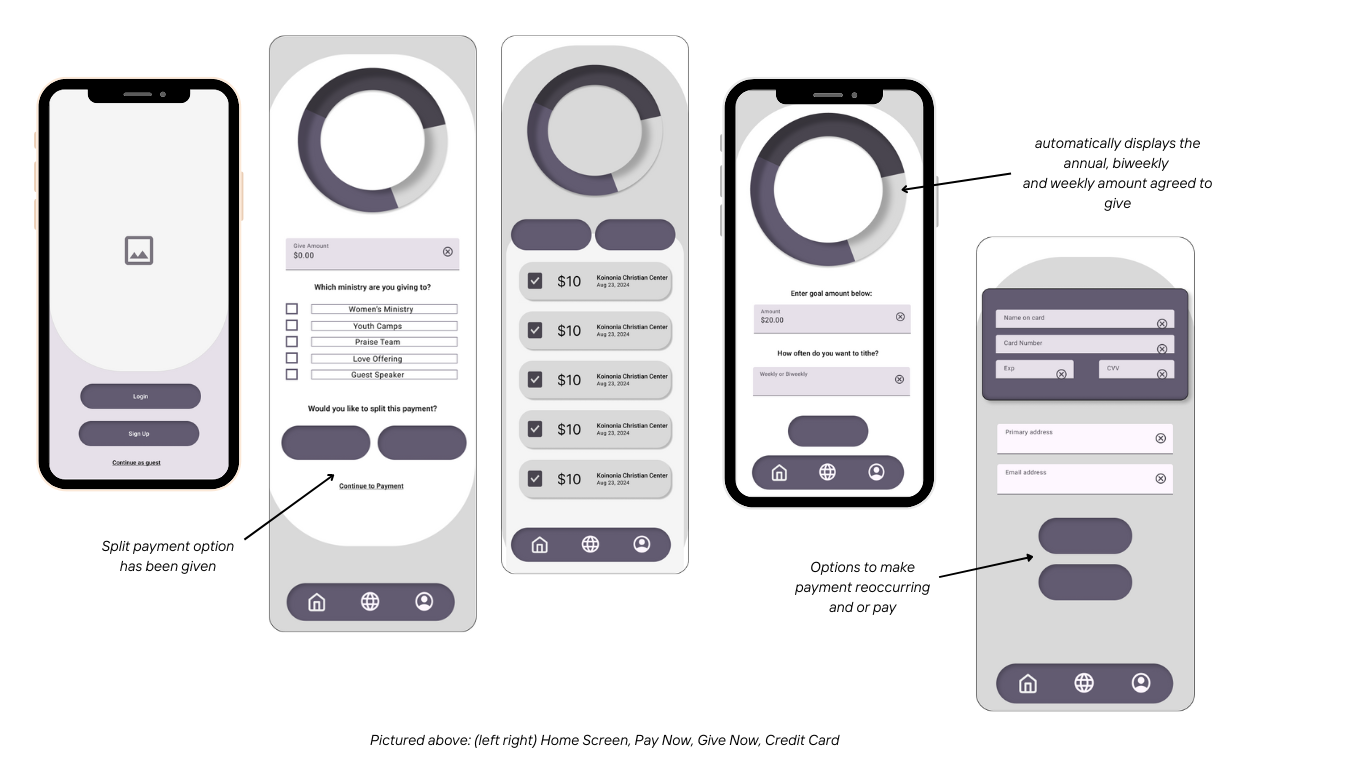 Login
Sign Up
Continue as guest
Split payment option
has been given
Give Amount
$0.00
Which ministry are you giving to?
Women's Ministry
Youth Camps
Praise Team
Love Offering
Guest Speaker
Would you like to split this payment?
Continue to Payment
$10
Koinonia Christian Center
Aug 23, 2024
$10
Koinonia Christian Center
Aug 23, 2024
$10
Koinonia Christian Center
Aug 23, 2024
$10
Koinonia Christian Center
Aug 23, 2024
$10
Koinonia Christian Center
Aug 23, 2024
Enter goal amount below:
Amount
$20.00
How often do you want to tithe?
Weekly or Biweekly
automatically displays the
annual, biweekly
and weekly amount agreed to
give
Name on card
Card Number
Exp
CVV
Primary address
Email address
Options to make
payment reoccurring
and or pay
Pictured above: (left right) Home Screen, Pay Now, Give Now, Credit Card